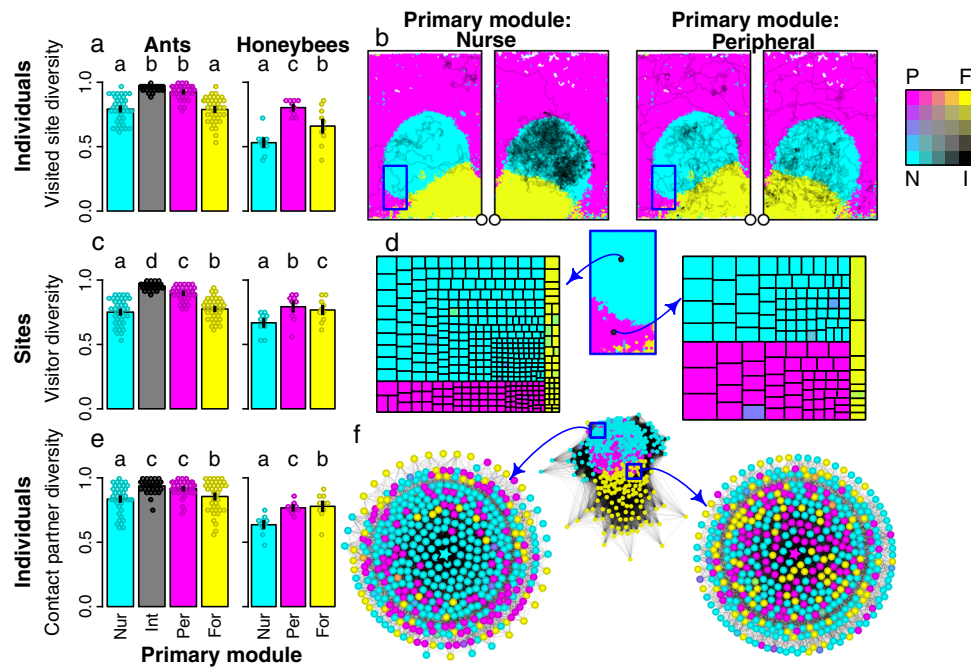 Primary module:
Nurse
Primary module:
Peripheral
a
Ants
Honeybees
b
a b b a
a c b
P F
N I
Individuals
Visited site diversity
1.0
0.5
0.0
c
a d c b
a b c
d
Sites
Visitor diversity
1.0
0.5
0.0
e
a c c b
a c b
f
Individuals
Contact partner diversity
1.0
0.5
0.0
Nur Int Per For
Nur Per For
Primary module